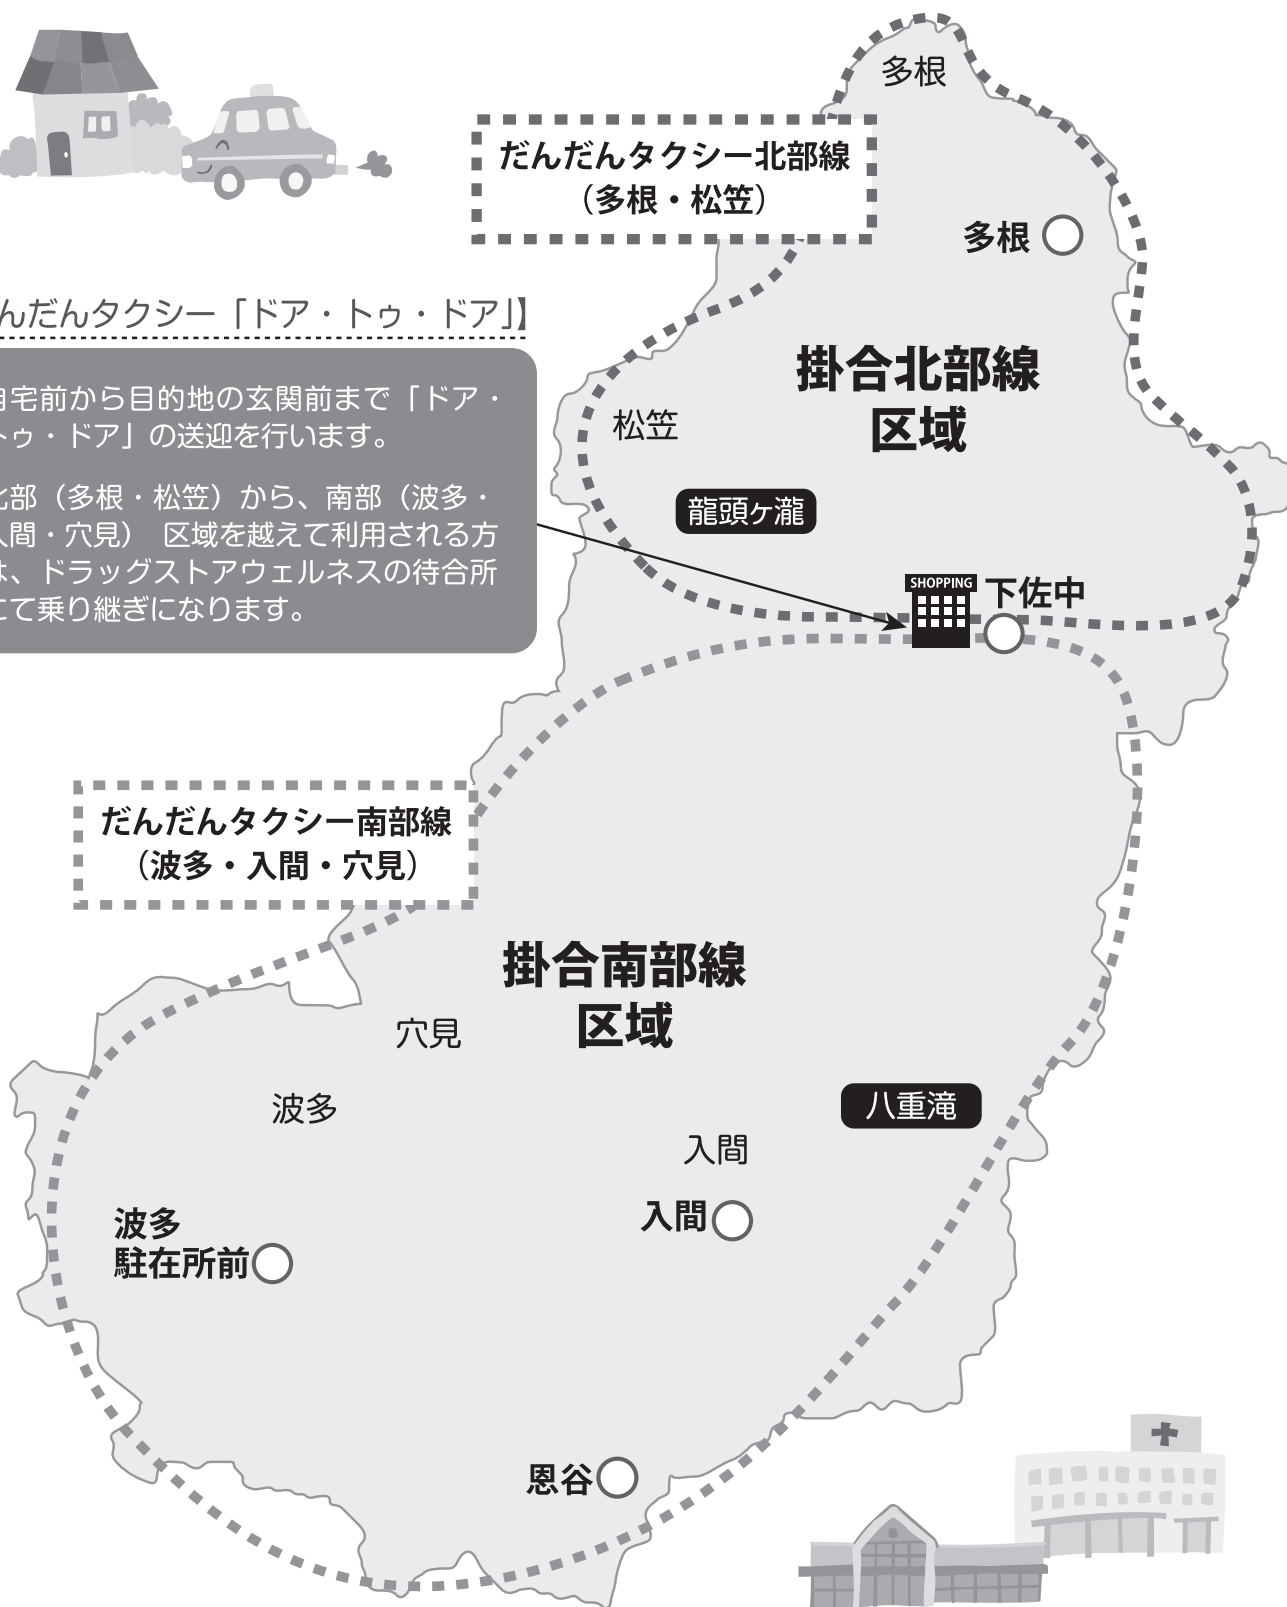 多根
だんだんタクシー北部線
（多根・松笠）
多根
んだんタクシー「ドア・トゥ・ドア」】
自宅前から目的地の玄関前まで「ドア・
トゥ・ドア」の送迎を行います。
北部（多根・松笠）から、南部（波多・
入間・穴見）　区域を越えて利用される方
は、ドラッグストアウェルネスの待合所
にて乗り継ぎになります。
掛合北部線
区域
松笠
龍頭ヶ瀧
SHOPPING
下佐中
だんだんタクシー南部線
（波多・入間・穴見）
掛合南部線
区域
穴見
波多
八重滝
入間
入間
波多
駐在所前
恩谷